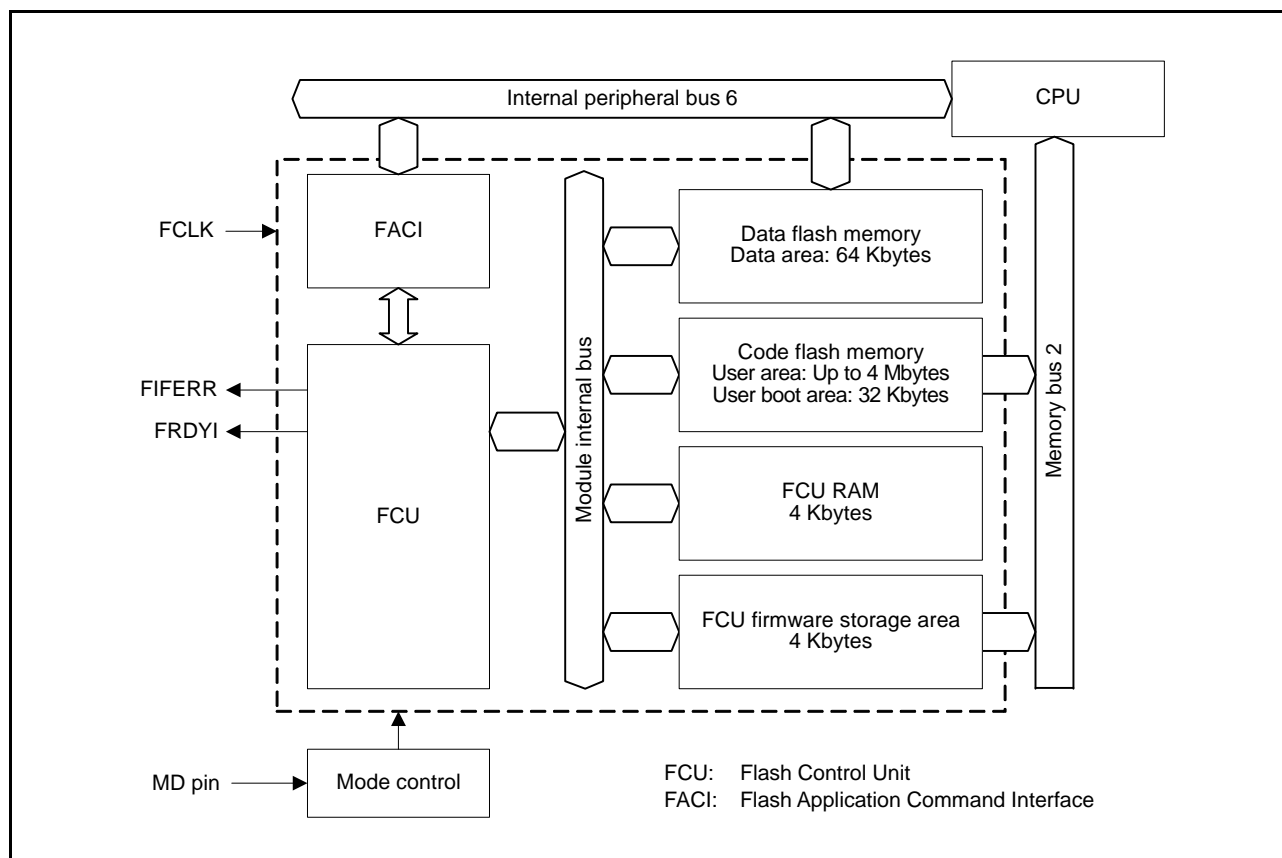 Internal peripheral bus 6
CPU
FCLK
FACI
Data flash memory
Data area: 64 Kbytes
Module internal bus
Code flash memory
User area: Up to 4 Mbytes
User boot area: 32 Kbytes
Memory bus 2
FIFERR
FRDYI
FCU
FCU RAM
4 Kbytes
FCU firmware storage area
4 Kbytes
MD pin
Mode control
FCU: Flash Control Unit
FACI: Flash Application Command Interface